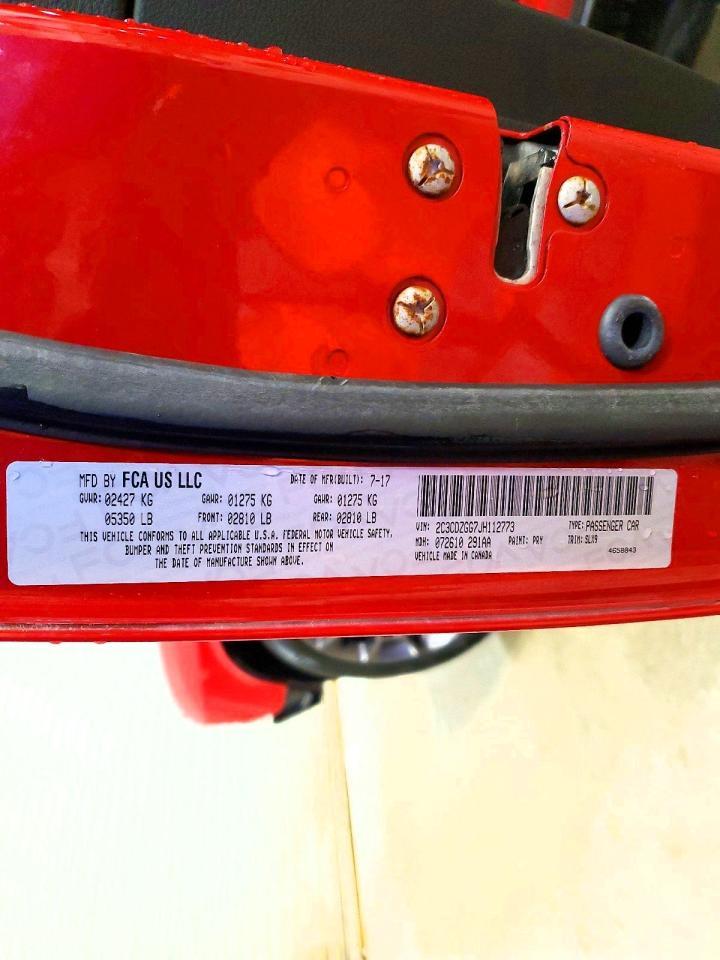 MFD BY FCA US LLC DATE OF MFR(BUILT): 7-17
GVWR: 02427 KG GAWR: 01275 KG GAWR: 01275 KG
05350 LB FRONT: 02810 LB REAR: 02810 LB
THIS VEHICLE CONFORMS TO ALL APPLICABLE U.S.A. FEDERAL MOTOR VEHICLE SAFETY,
BUMPER AND THEFT PREVENTION STANDARDS IN EFFECT ON
THE DATE OF MANUFACTURE SHOWN ABOVE.
VIN: 2C3CDZGG7JH112773 TYPE: PASSENGER CAR
MDH: 072610 291AA PAINT: PRY TRIM: SLX9
VEHICLE MADE IN CANADA 4658843